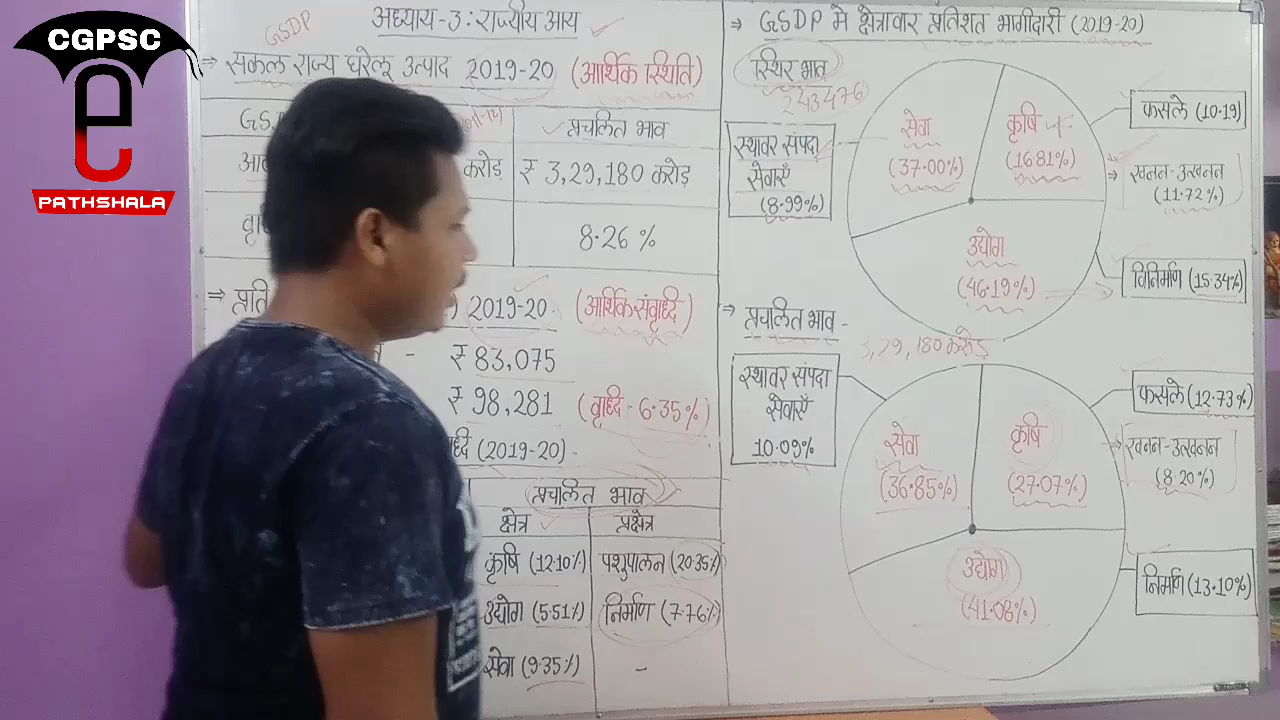 CGPSC
e
PATHSHALA
अध्याय-3: राज्यीय आय
GSDP
⇒ सकल राज्य घरेलू उत्पाद 2019-20 (आर्थिक स्थिति)
प्रचलित भाव
करोड़ ₹ 3,29,180 करोड़
8.26 %
⇒ 2019-20. (आर्थिक संवृद्धि)
- ₹ 83,075
₹ 98,281 (वृद्धि - 6.35%)
(2019-20) -
प्रचलित भाव
क्षेत्र प्रक्षेत्र
कृषि (12.10%) पशुपालन (20.35%)
उद्योग (5.51%) निर्माण (7.76%)
सेवा (9.35%) -
⇒ GSDP मे क्षेत्रावार प्रतिशत भागीदारी (2019-20)
स्थिर भाव
243476
स्थावर संपदा
सेवाएँ
(8.99%)
सेवा
(37.00%)
कृषि
(16.81%)
उद्योग
(46.19%)
फसले (10.19)
⇒ खनन-उत्खनन
(11.72%)
विनिर्माण (15.34%)
⇒ प्रचलित भाव -
3,29,180 करोड़
स्थावर संपदा
सेवाएँ
10.09%
सेवा
(36.85%)
कृषि
(27.07%)
उद्योग
(41.08%)
फसले (12.73%)
खनन-उत्खनन
(8.20%)
निर्माण (13.10%)